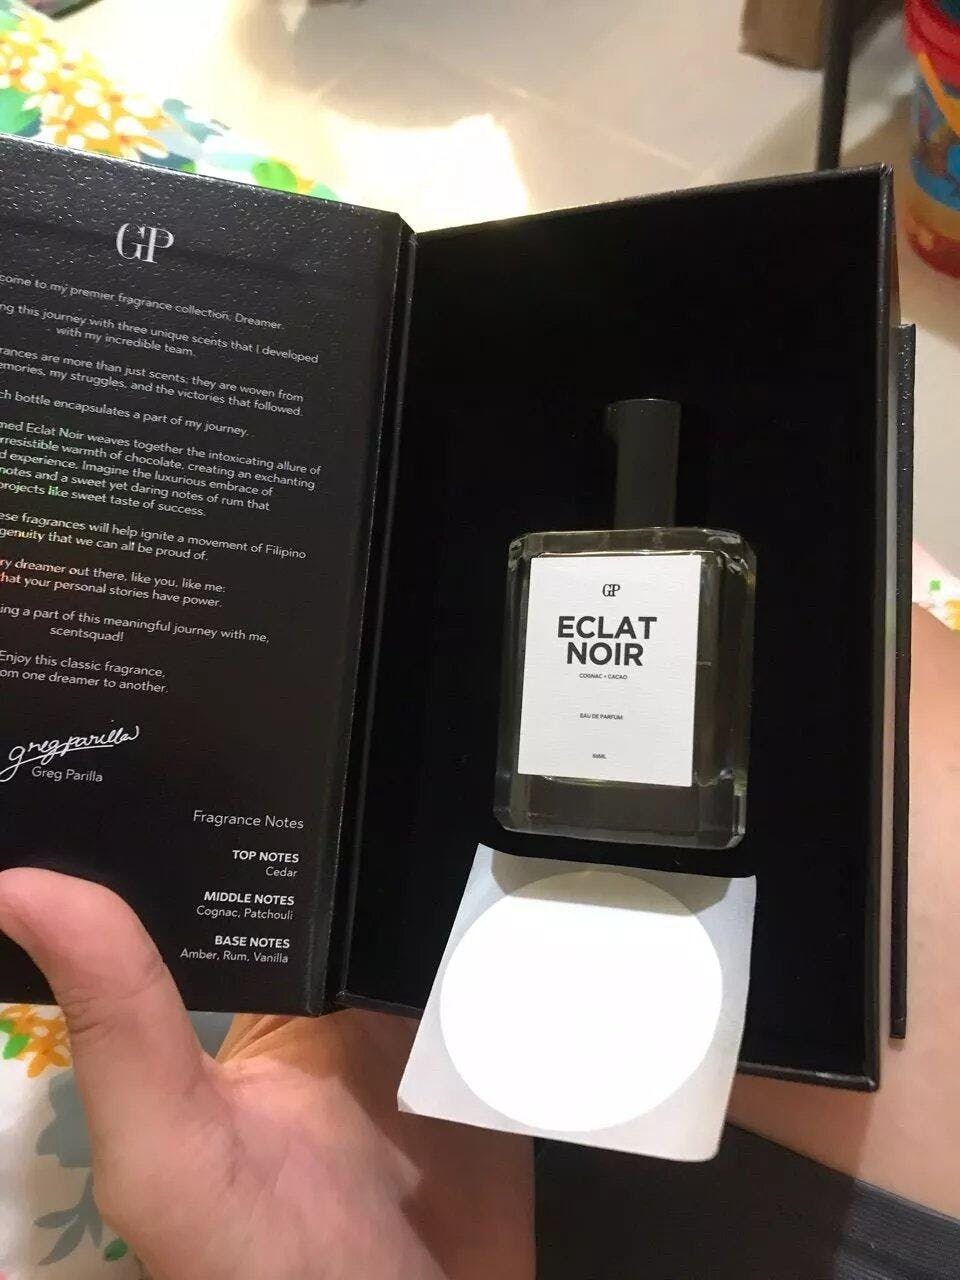 GP
come to my premier fragrance collection, Dreamer.
ng this journey with three unique scents that I developed
with my incredible team.
rances are more than just scents; they are woven from
emories, my struggles, and the victories that followed.
ch bottle encapsulates a part of my journey.
med Eclat Noir weaves together the intoxicating allure of
rresistible warmth of chocolate, creating an exchanting
d experience. Imagine the luxurious embrace of
notes and a sweet yet daring notes of rum that
projects like sweet taste of success.
ese fragrances will help ignite a movement of Filipino
genuity that we can all be proud of.
ry dreamer out there, like you, like me:
hat your personal stories have power.
ing a part of this meaningful journey with me,
scentsquad!
Enjoy this classic fragrance,
om one dreamer to another.
greg parilla
Greg Parilla
Fragrance Notes
TOP NOTES
Cedar
MIDDLE NOTES
Cognac, Patchouli
BASE NOTES
Amber, Rum, Vanilla
GP
ECLAT
NOIR
COGNAC + CACAO
EAU DE PARFUM